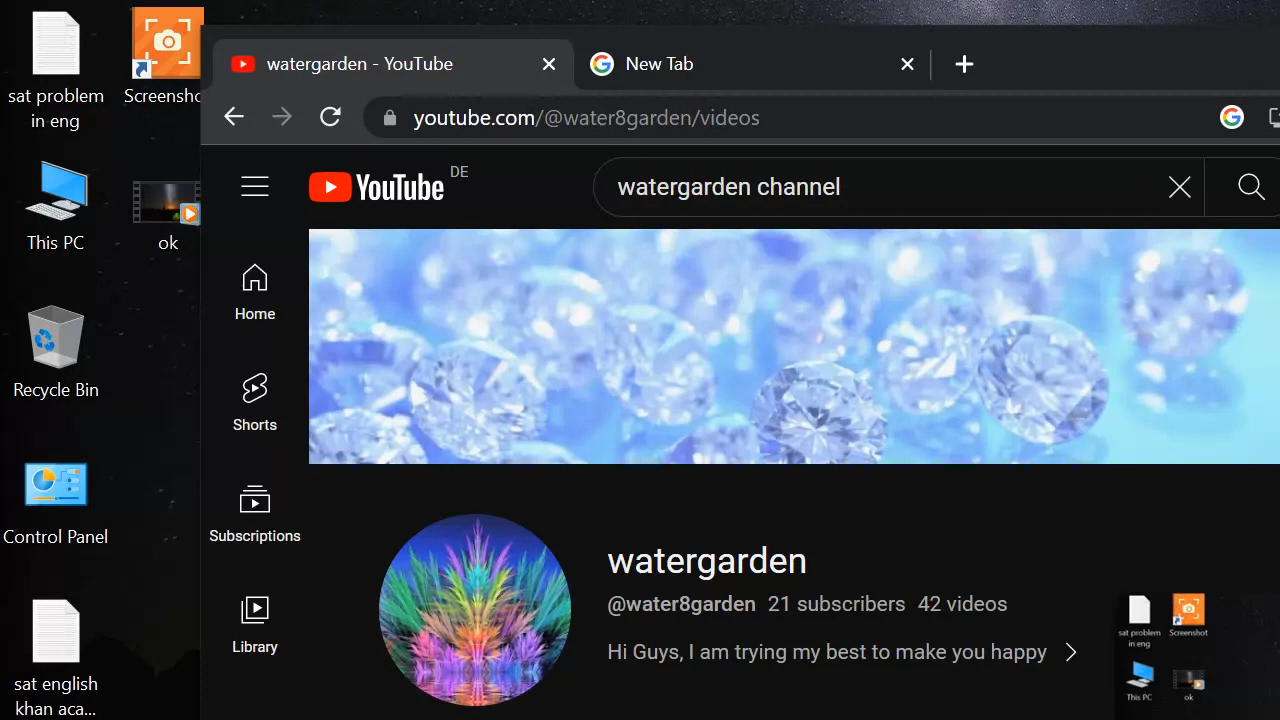 sat problem
in eng
Screensho
This PC
ok
Recycle Bin
Control Panel
sat english
khan aca...
watergarden - YouTube
New Tab
youtube.com/@water8garden/videos
YouTube DE
watergarden channel
Home
Shorts
Subscriptions
Library
watergarden
@water8garden 21 subscribers 42 videos
Hi Guys, I am trying my best to make you happy
sat problem
in eng
Screenshot
This PC
ok